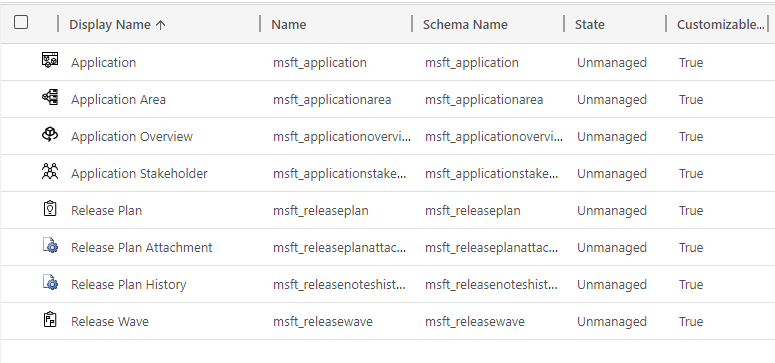 Display Name ↑ Name Schema Name State Customizable...
Application msft_application msft_application Unmanaged True
Application Area msft_applicationarea msft_applicationarea Unmanaged True
Application Overview msft_applicationovervi... msft_applicationovervi... Unmanaged True
Application Stakeholder msft_applicationstake... msft_applicationstake... Unmanaged True
Release Plan msft_releaseplan msft_releaseplan Unmanaged True
Release Plan Attachment msft_releaseplanattac... msft_releaseplanattac... Unmanaged True
Release Plan History msft_releasenoteshist... msft_releasenoteshist... Unmanaged True
Release Wave msft_releasewave msft_releasewave Unmanaged True